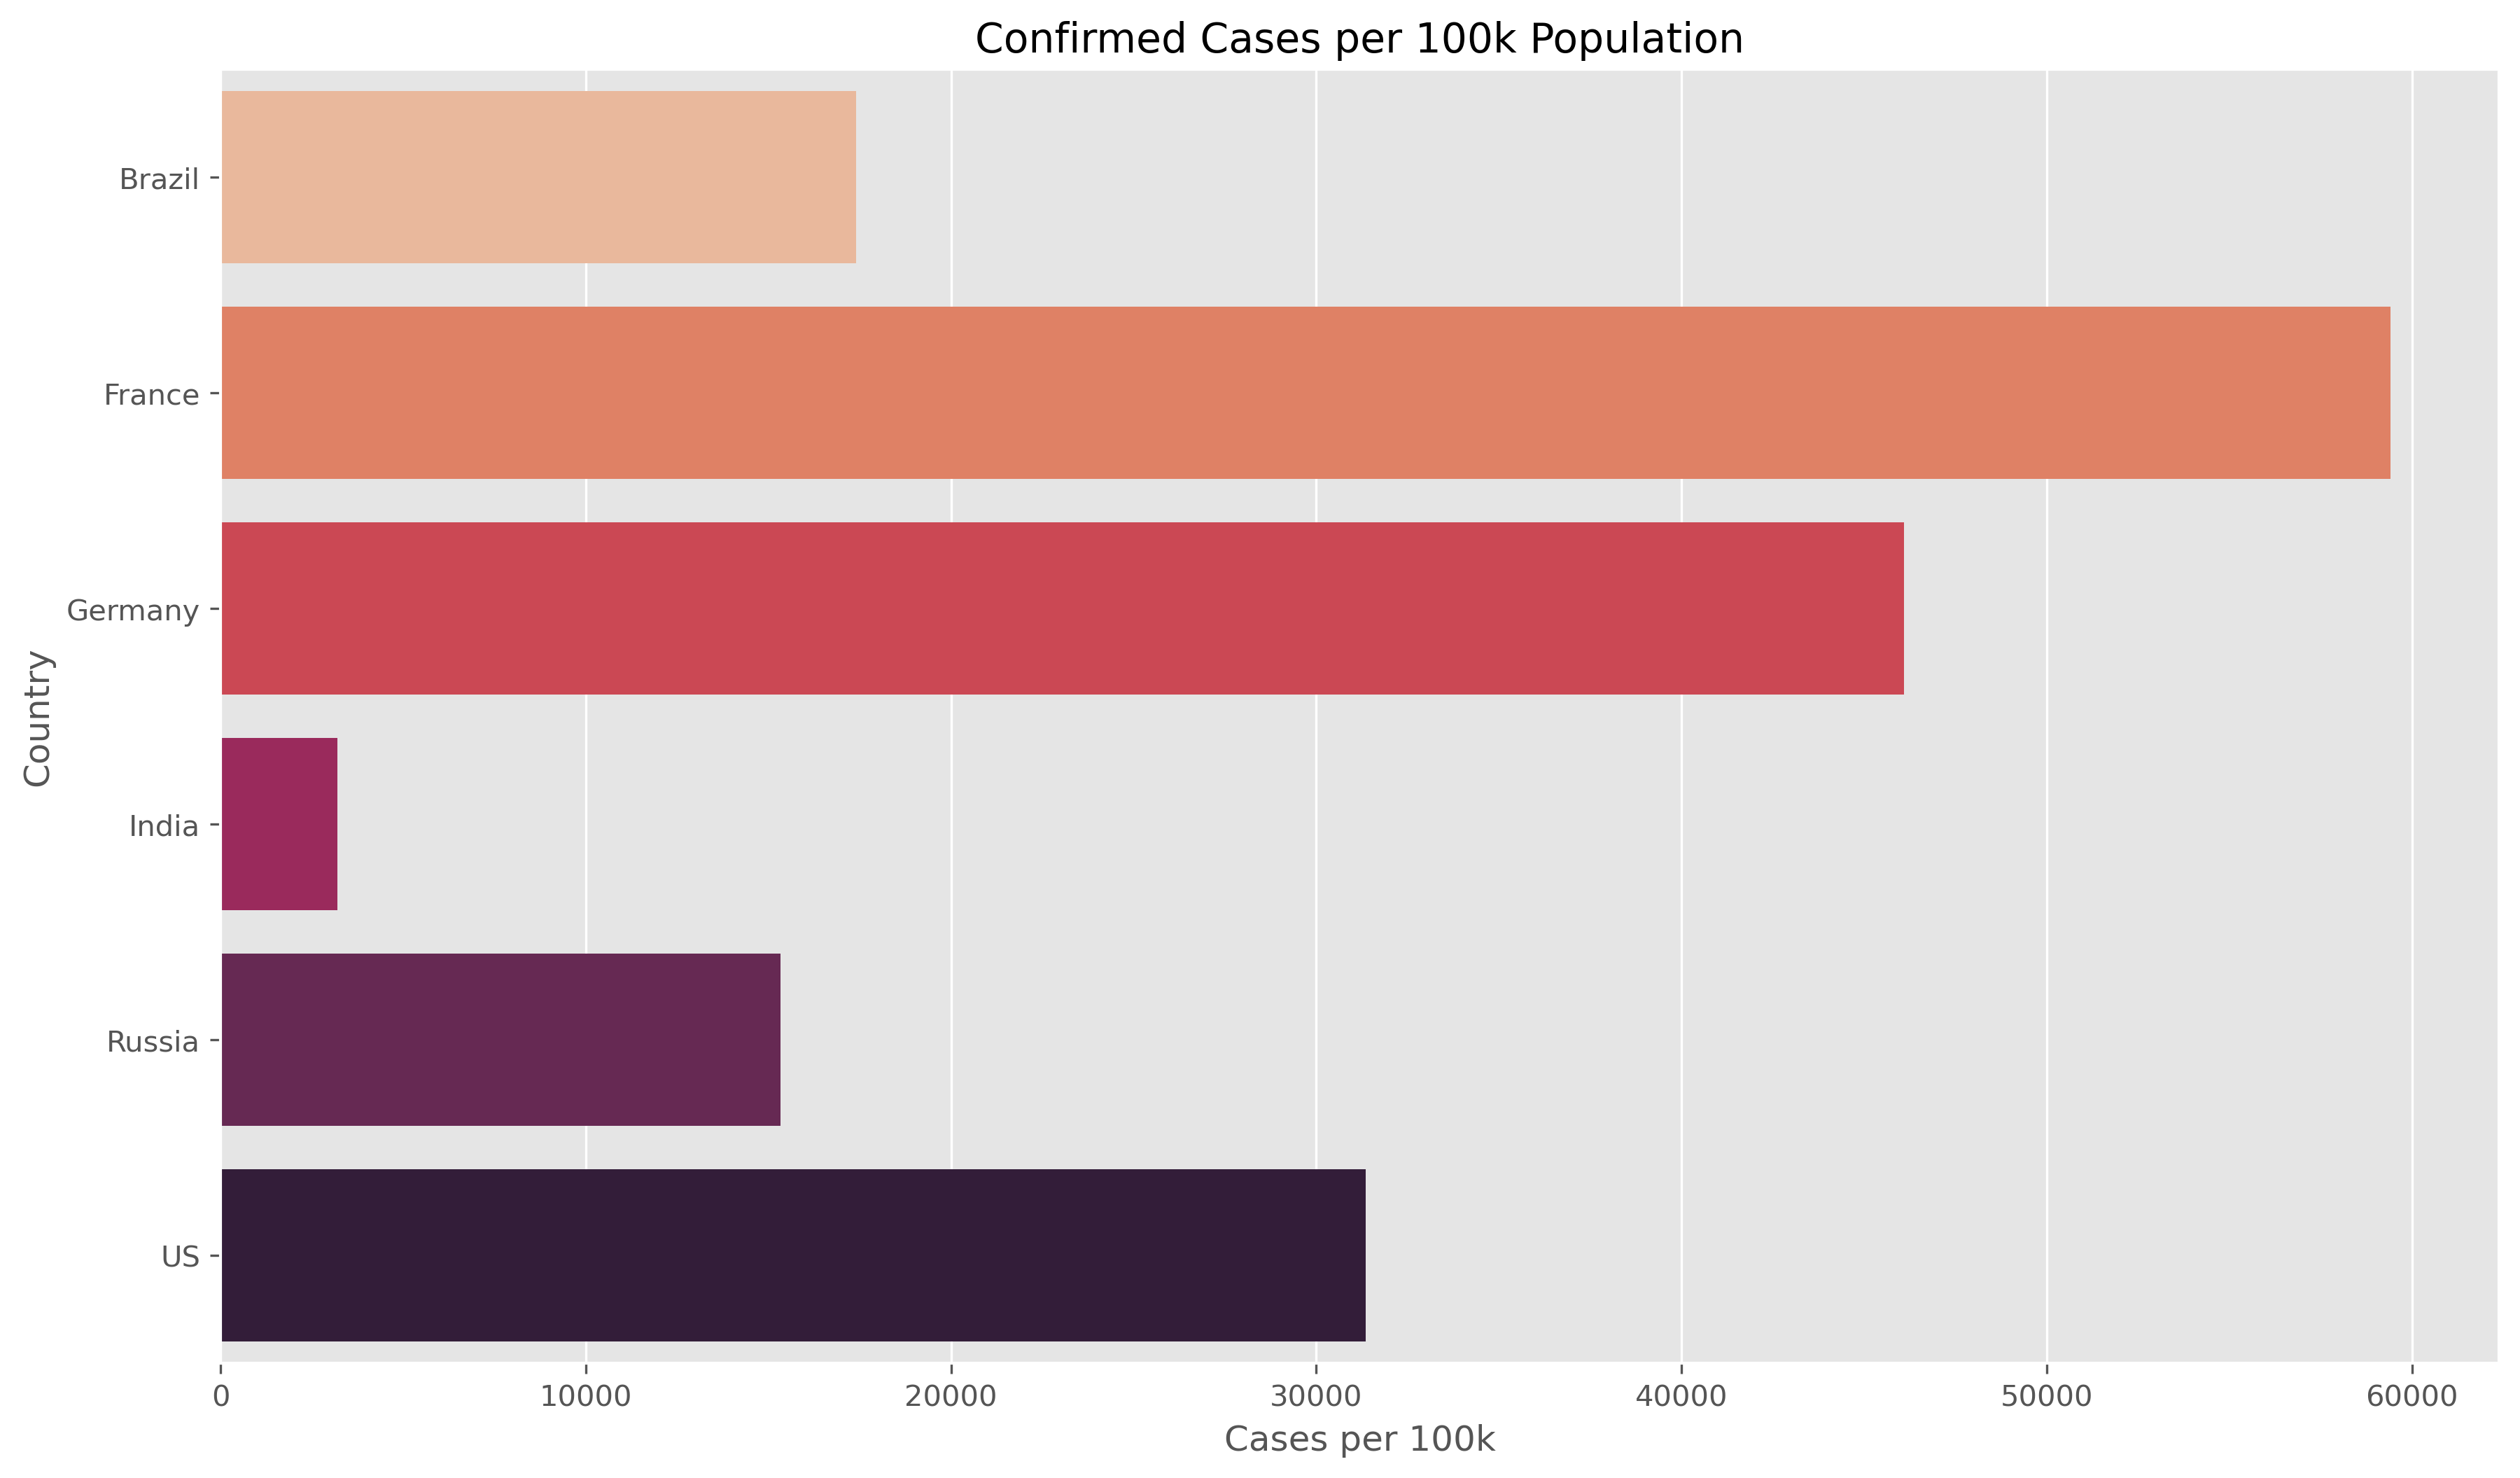 Confirmed Cases per 100k Population
Brazil
France
Germany
India
Russia
US
Country
0 10000 20000 30000 40000 50000 60000
Cases per 100k